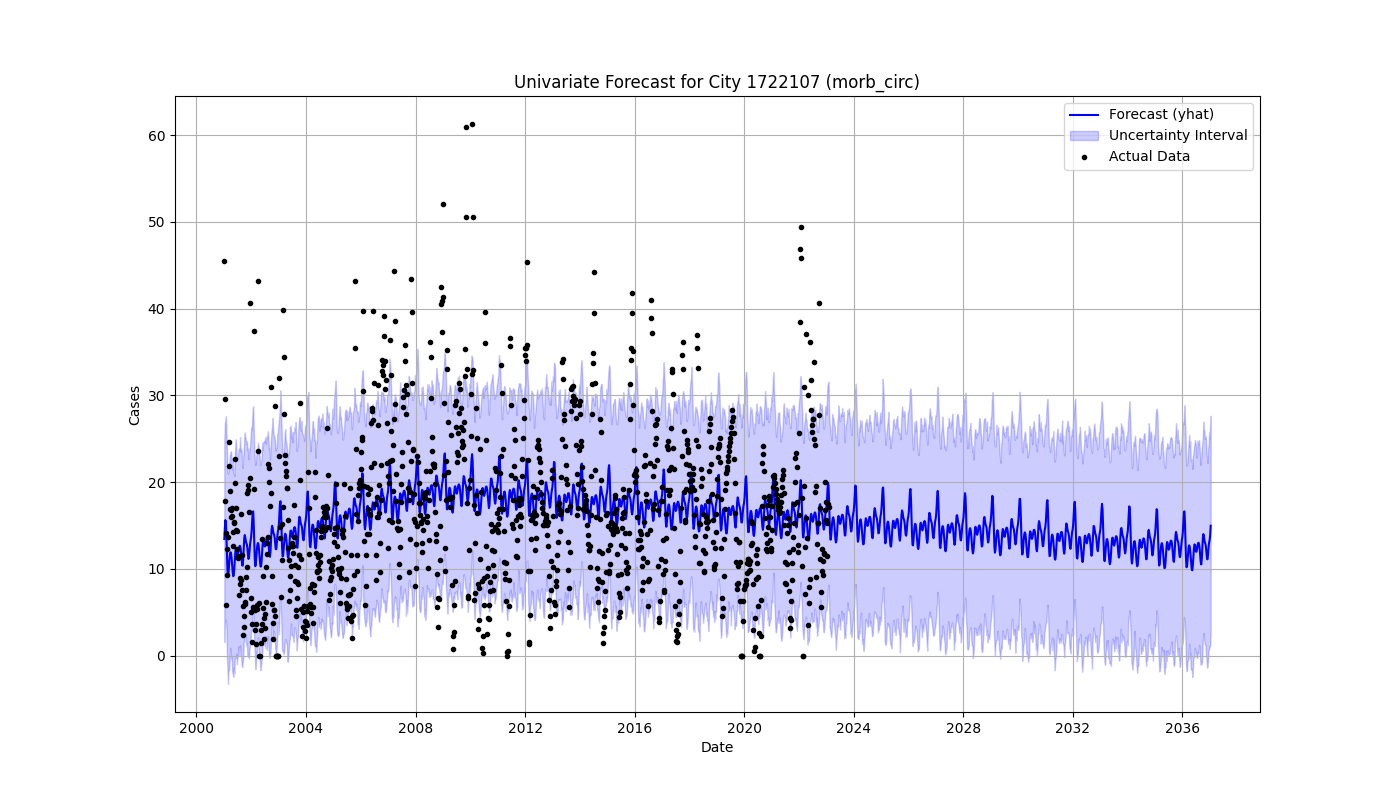 Univariate Forecast for City 1722107 (morb_circ)
Forecast (yhat)
Uncertainty Interval
Actual Data
Cases
60
50
40
30
20
10
0
2000 2004 2008 2012 2016 2020 2024 2028 2032 2036
Date